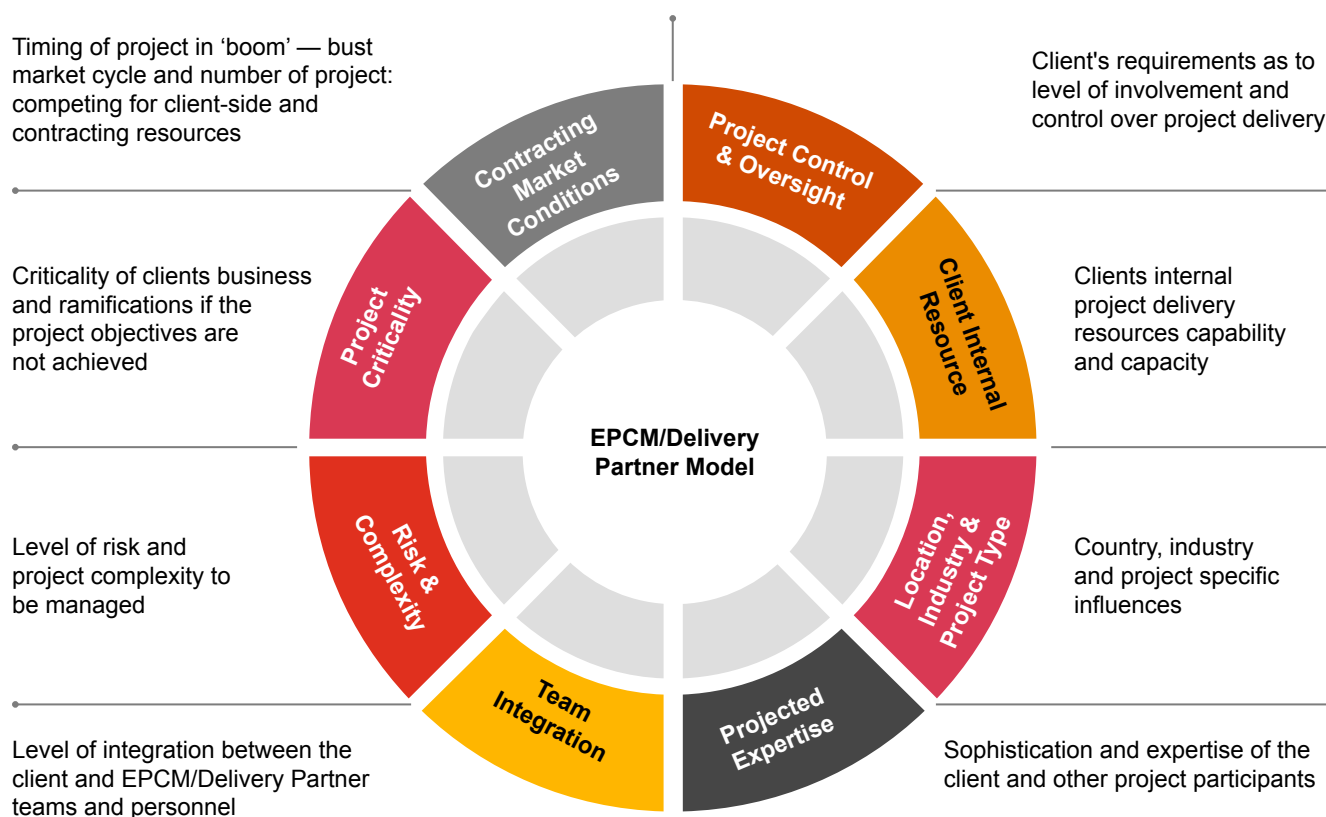 Timing of project in ‘boom’ — bust
market cycle and number of project:
competing for client-side and
contracting resources
Client's requirements as to
level of involvement and
control over project delivery
Contracting
Market
Conditions
Project Control
& Oversight
Criticality of clients business
and ramifications if the
project objectives are
not achieved
Project
Criticality
Client Internal
Resource
Clients internal
project delivery
resources capability
and capacity
EPCM/Delivery
Partner Model
Level of risk and
project complexity to
be managed
Risk &
Complexity
Location,
Industry &
Project Type
Country, industry
and project specific
influences
Team
Integration
Projected
Expertise
Level of integration between the
client and EPCM/Delivery Partner
teams and personnel
Sophistication and expertise of the
client and other project participants